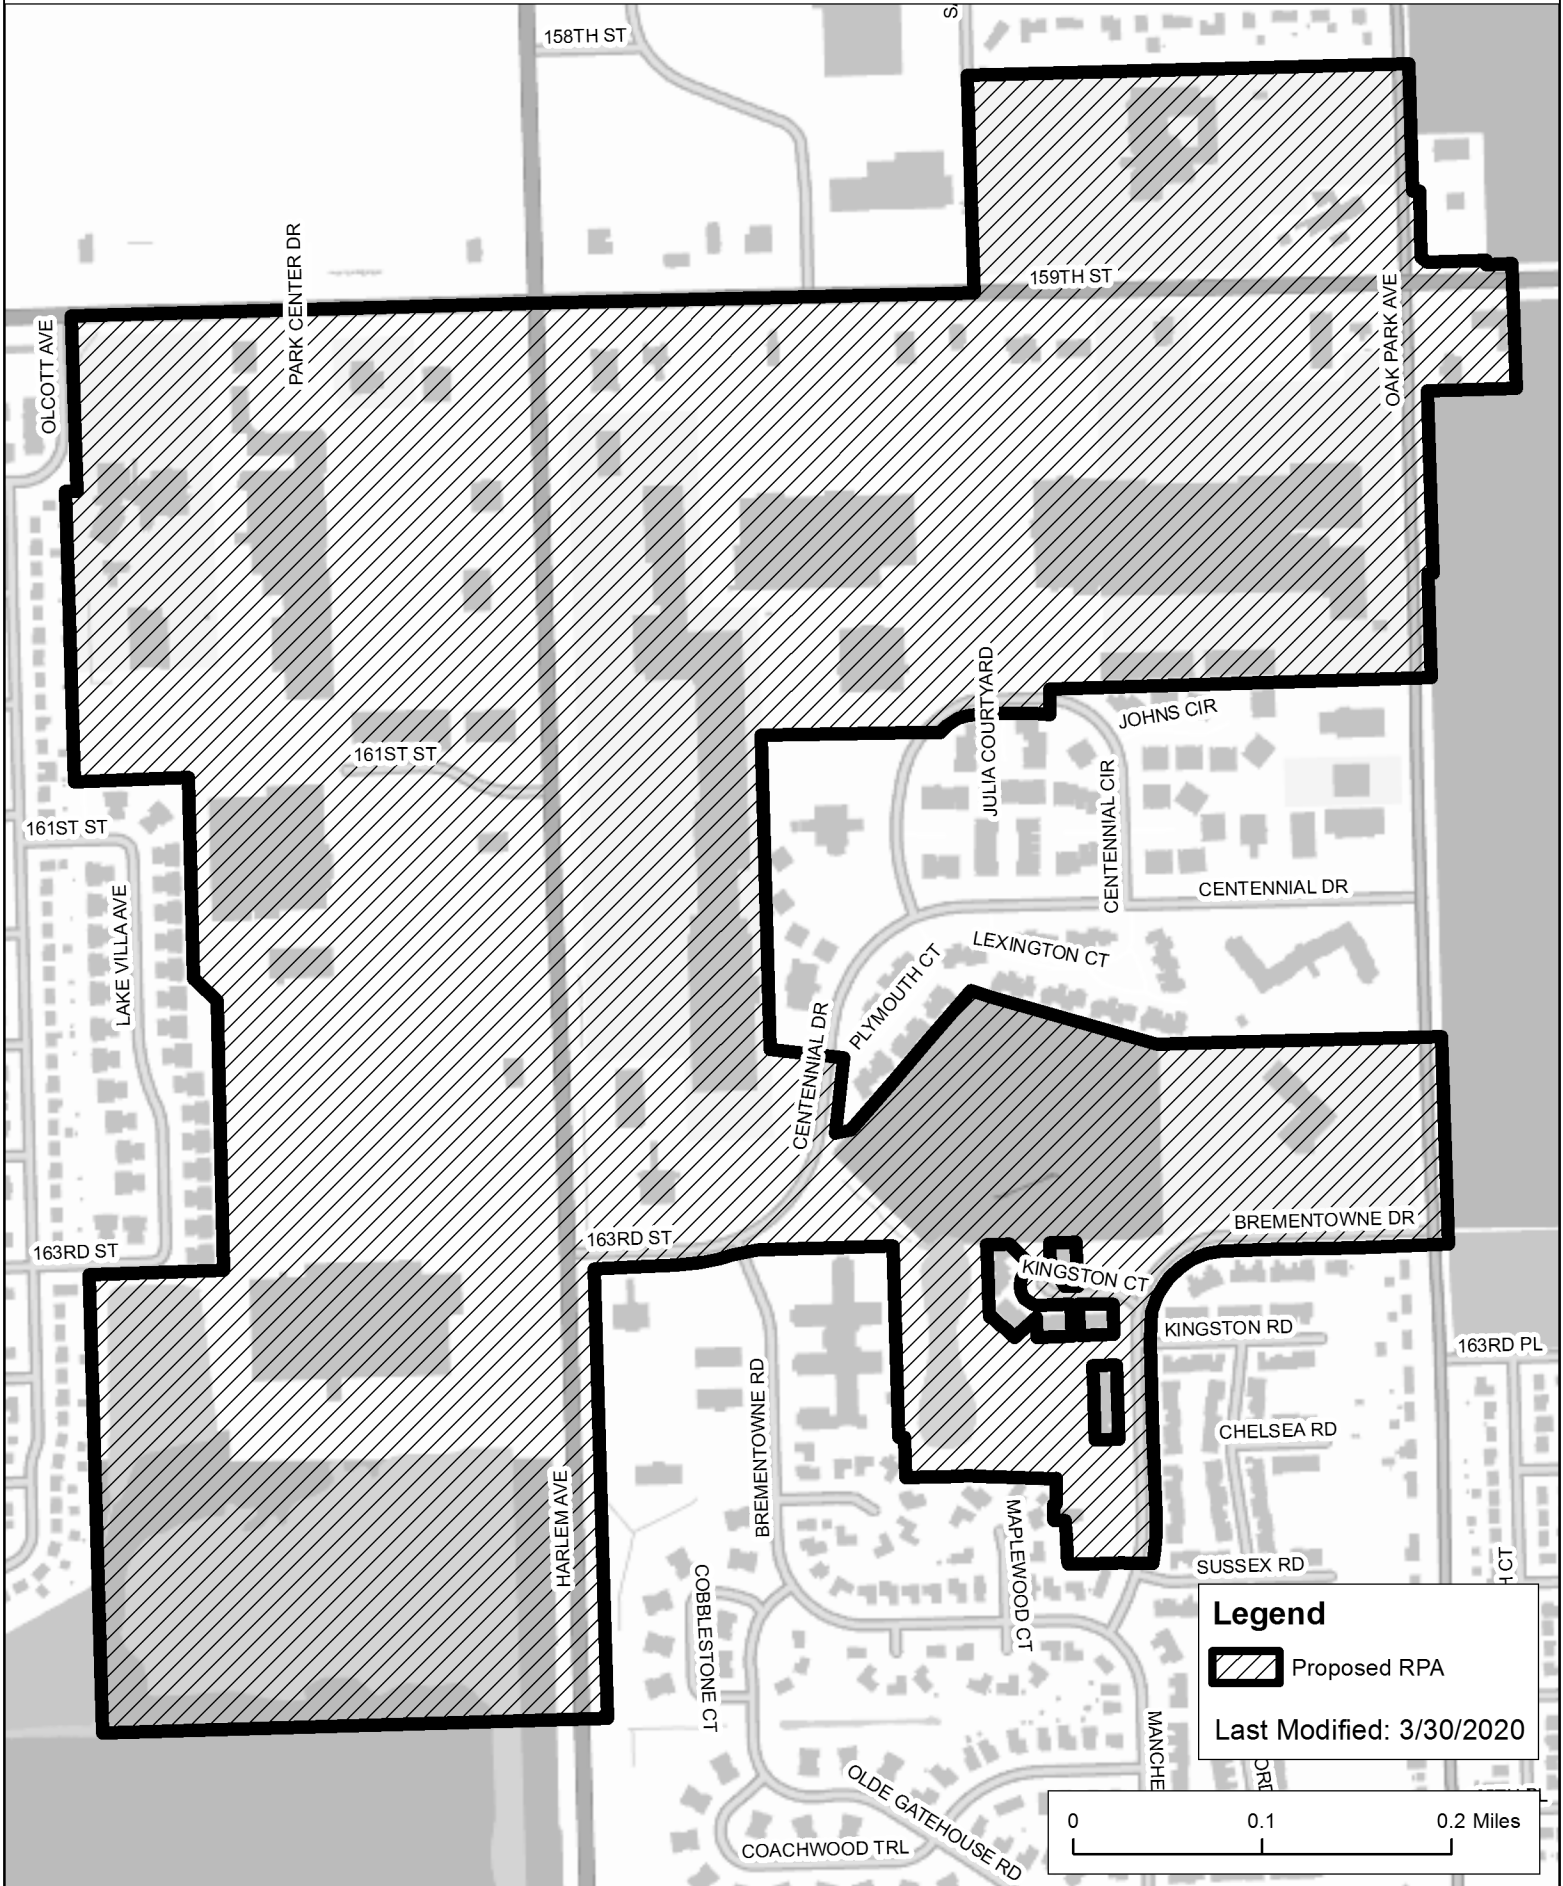 158TH ST
159TH ST
PARK CENTER DR
OLCOTT AVE
OAK PARK AVE
JULIA COURTYARD
JOHNS CIR
161ST ST
CENTENNIAL CIR
161ST ST
CENTENNIAL DR
LAKE VILLA AVE
LEXINGTON CT
PLYMOUTH CT
CENTENNIAL DR
163RD ST
163RD ST
BREMENTOWNE DR
KINGSTON CT
KINGSTON RD
163RD PL
BREMENTOWNE RD
CHELSEA RD
HARLEM AVE
MAPLEWOOD CT
SUSSEX RD
COBBLESTONE CT
MANCHE
OLDE GATEHOUSE RD
COACHWOOD TRL
H CT
Legend
Proposed RPA
Last Modified: 3/30/2020
ORD
0 0.1 0.2 Miles